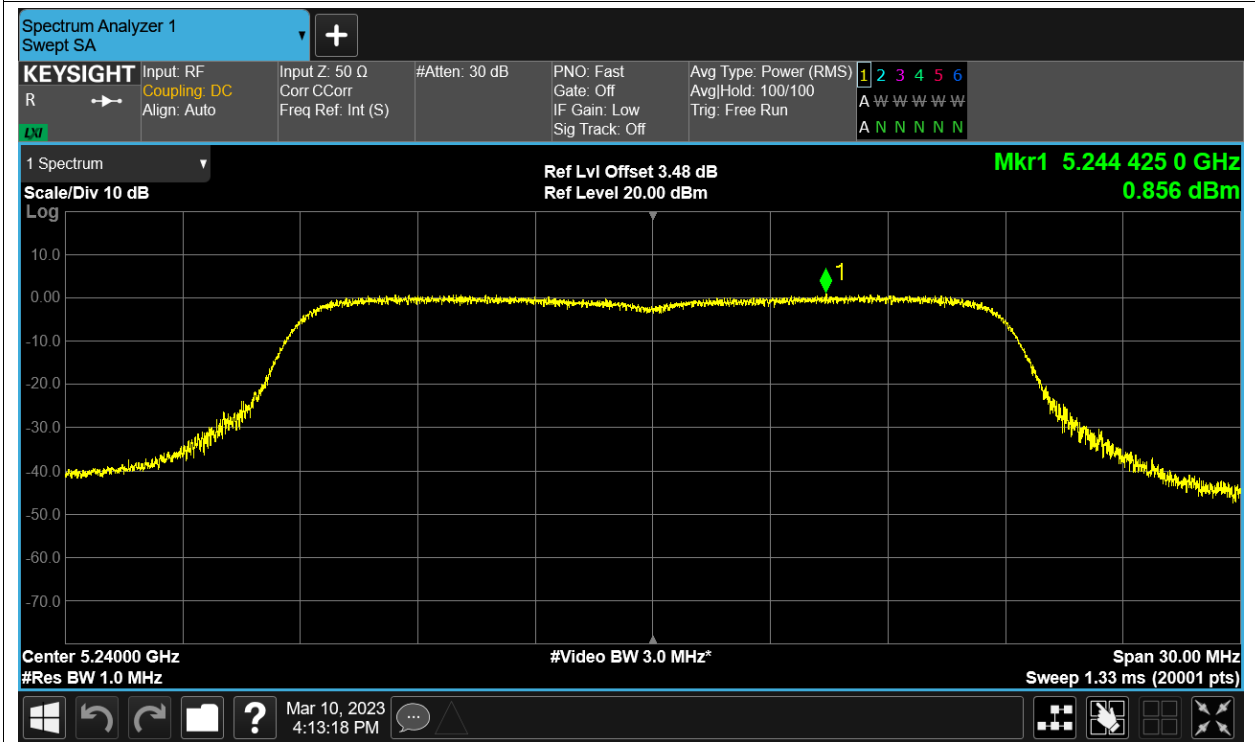 Spectrum Analyzer 1
Swept SA
KEYSIGHT
R
LXI
Input: RF
Coupling: DC
Align: Auto
Input Z: 50 Ω
Corr CCorr
Freq Ref: Int (S)
#Atten: 30 dB
PNO: Fast
Gate: Off
IF Gain: Low
Sig Track: Off
Avg Type: Power (RMS)
Avg|Hold: 100/100
Trig: Free Run
1 2 3 4 5 6
A W W W W W
A N N N N N
1 Spectrum
Scale/Div 10 dB
Log
Ref Lvl Offset 3.48 dB
Ref Level 20.00 dBm
Mkr1 5.244 425 0 GHz
0.856 dBm
10.0
0.00
-10.0
-20.0
-30.0
-40.0
-50.0
-60.0
-70.0
1
Center 5.24000 GHz
#Res BW 1.0 MHz
#Video BW 3.0 MHz*
Span 30.00 MHz
Sweep 1.33 ms (20001 pts)
?
Mar 10, 2023
4:13:18 PM